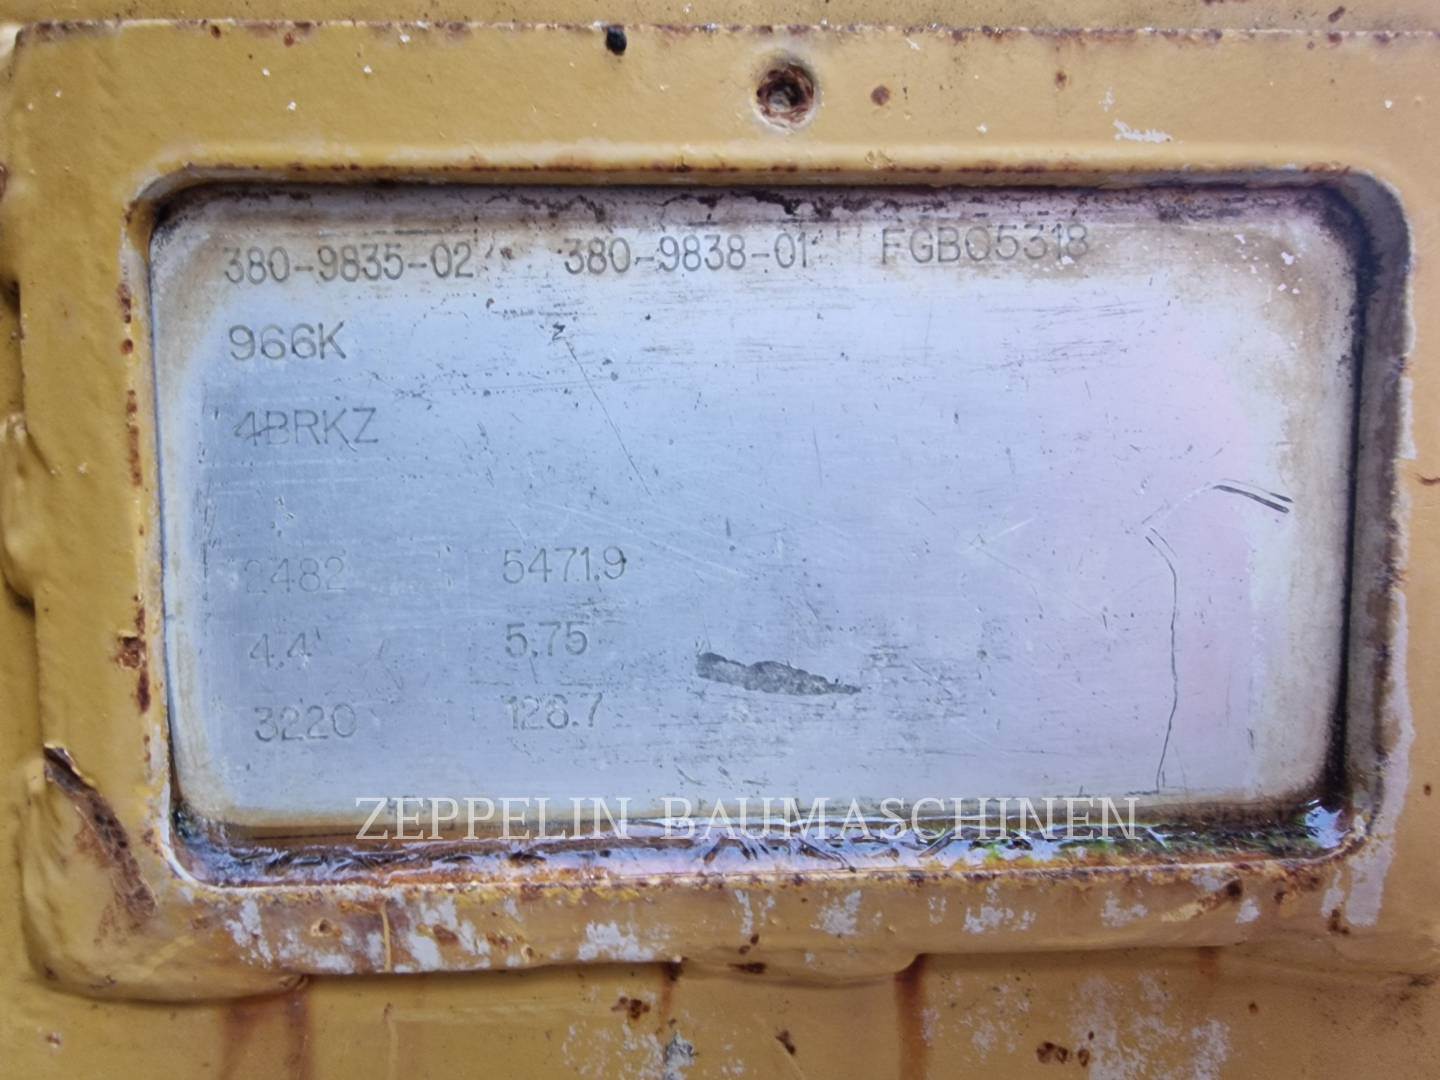 380-9835-02 380-9838-01 FGB05318
966K
4BRKZ
2482 5471.9
4.4 5.75
3220 126.7
ZEPPELIN BAUMASCHINEN